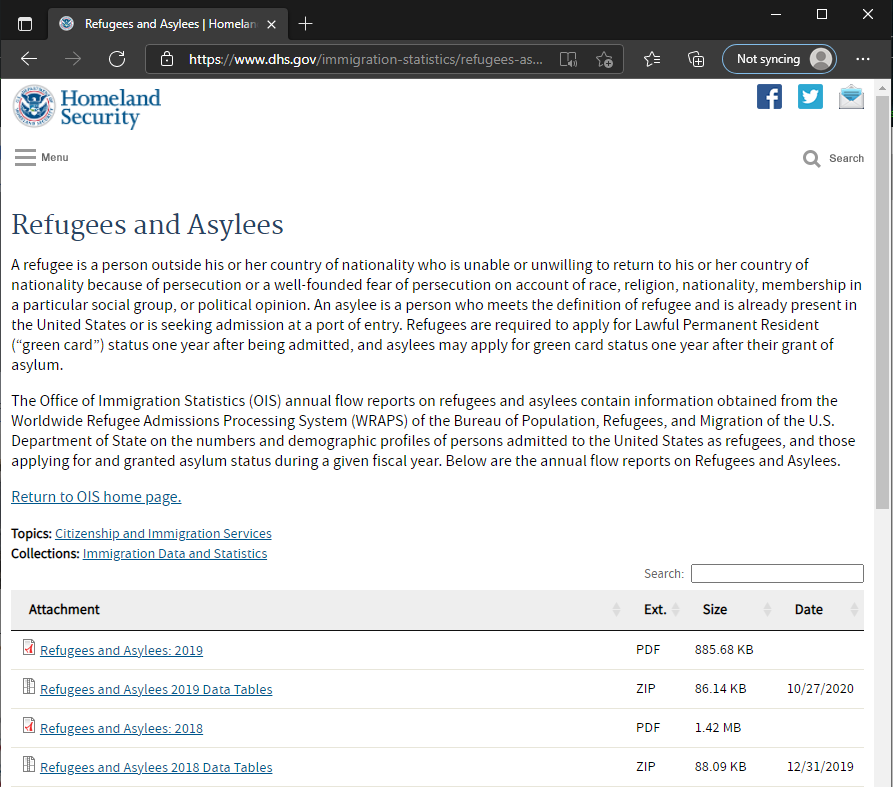 Refugees and Asylees | Homelan
https://www.dhs.gov/immigration-statistics/refugees-as...
Not syncing
Homeland
Security
Menu
Search
Refugees and Asylees
A refugee is a person outside his or her country of nationality who is unable or unwilling to return to his or her country of
nationality because of persecution or a well-founded fear of persecution on account of race, religion, nationality, membership in
a particular social group, or political opinion. An asylee is a person who meets the definition of refugee and is already present in
the United States or is seeking admission at a port of entry. Refugees are required to apply for Lawful Permanent Resident
(“green card”) status one year after being admitted, and asylees may apply for green card status one year after their grant of
asylum.
The Office of Immigration Statistics (OIS) annual flow reports on refugees and asylees contain information obtained from the
Worldwide Refugee Admissions Processing System (WRAPS) of the Bureau of Population, Refugees, and Migration of the U.S.
Department of State on the numbers and demographic profiles of persons admitted to the United States as refugees, and those
applying for and granted asylum status during a given fiscal year. Below are the annual flow reports on Refugees and Asylees.
Return to OIS home page.
Topics: Citizenship and Immigration Services
Collections: Immigration Data and Statistics
Search:
Attachment Ext. Size Date
Refugees and Asylees: 2019 PDF 885.68 KB
Refugees and Asylees 2019 Data Tables ZIP 86.14 KB 10/27/2020
Refugees and Asylees: 2018 PDF 1.42 MB
Refugees and Asylees 2018 Data Tables ZIP 88.09 KB 12/31/2019